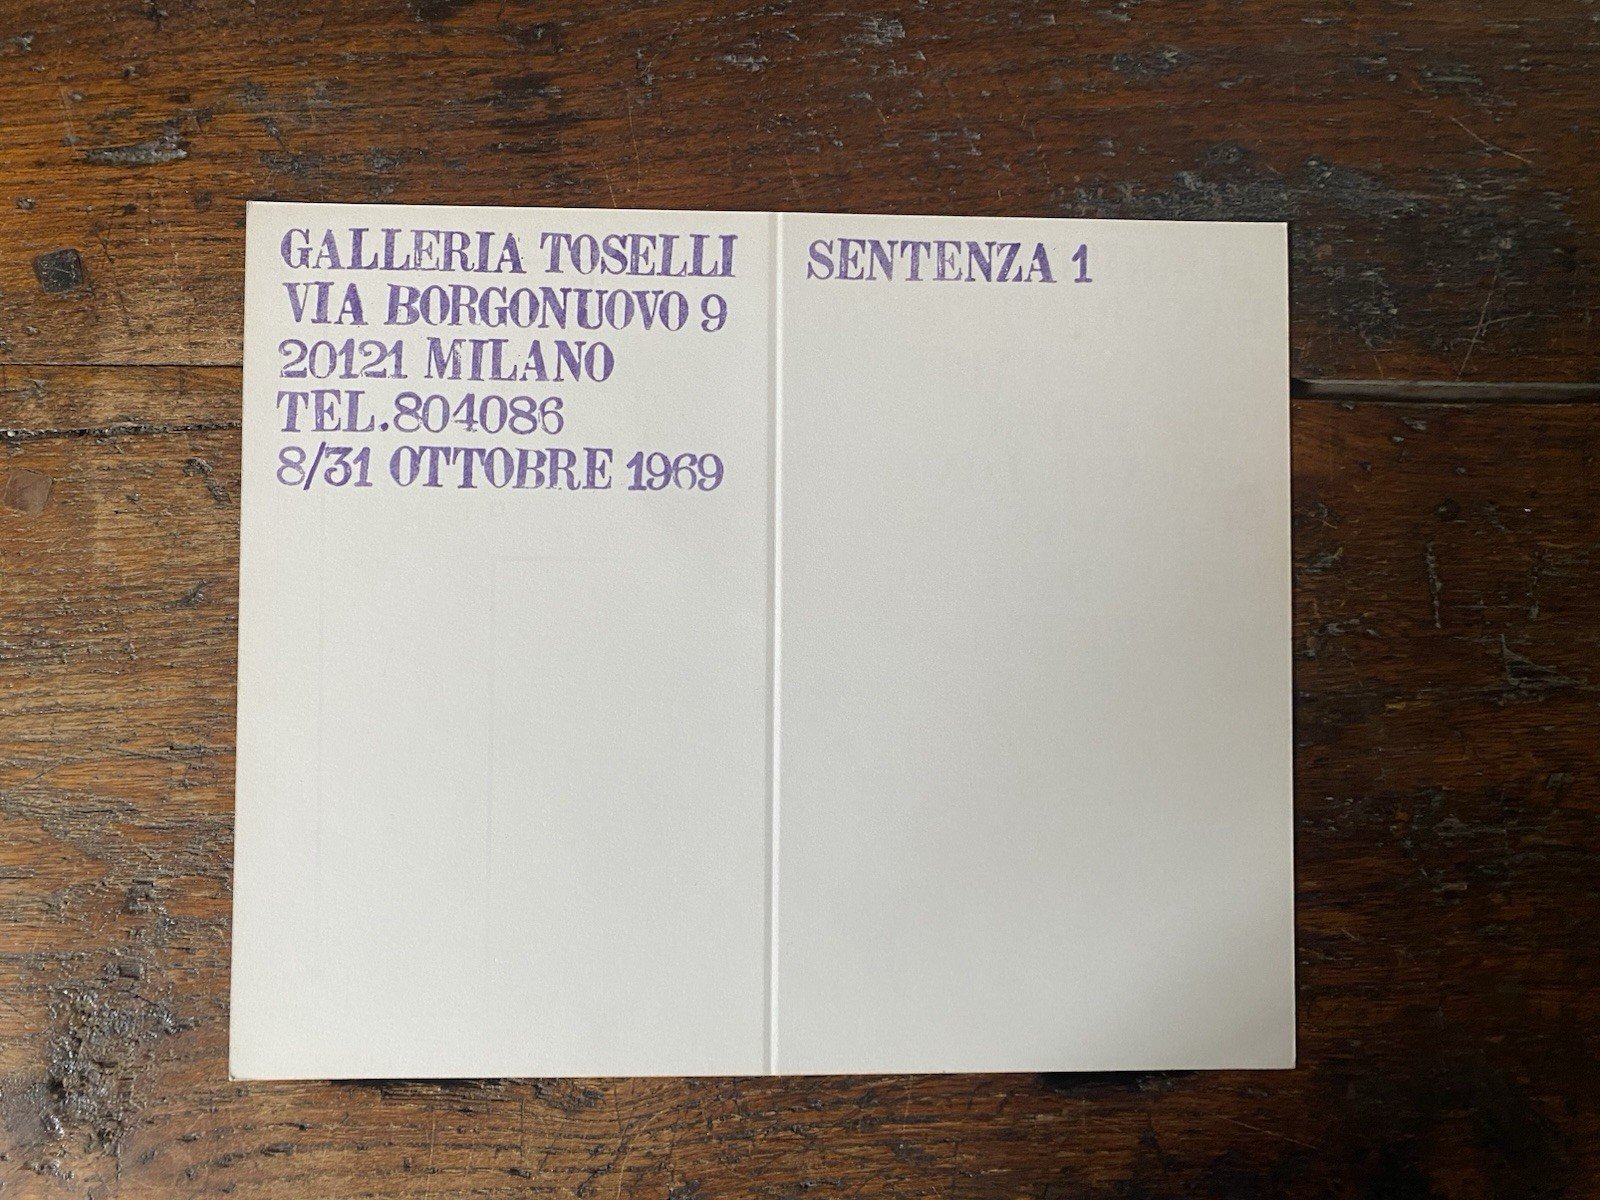 GALLERIA TOSELLI
VIA BORGONUOVO 9
20121 MILANO
TEL.804086
8/31 OTTOBRE 1969
SENTENZA 1